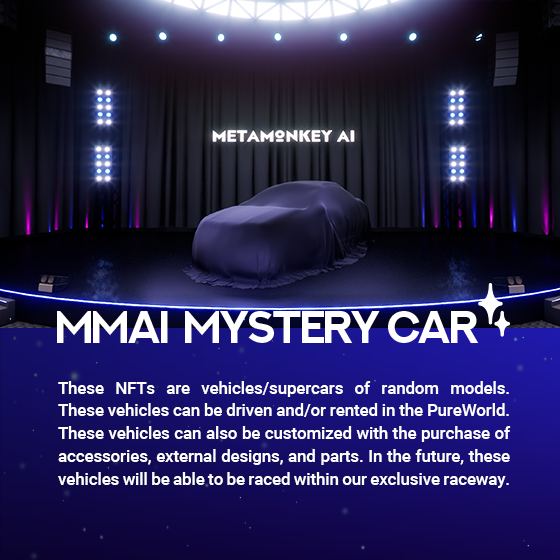 METAMONKEY AI
MMAI MYSTERY CAR
These NFTs are vehicles/supercars of random models.
These vehicles can be driven and/or rented in the PureWorld.
These vehicles can also be customized with the purchase of
accessories, external designs, and parts. In the future, these
vehicles will be able to be raced within our exclusive raceway.